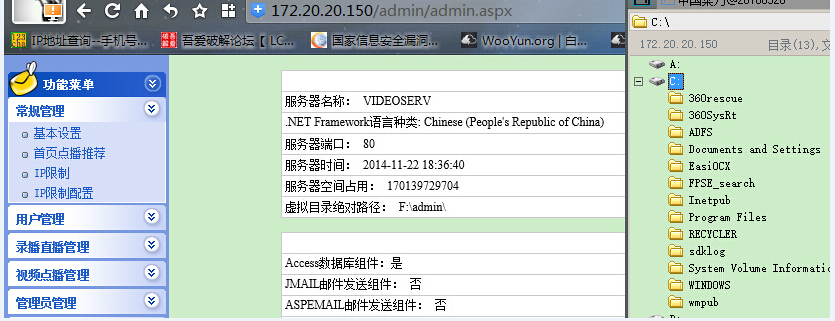 172.20.20.150/admin/admin.aspx
IP地址查询--手机号...
吾爱破解论坛【 LC...
国家信息安全漏洞...
WooYun.org | 白...
功能菜单
常规管理
基本设置
首页点播推荐
IP限制
IP限制配置
用户管理
录播直播管理
视频点播管理
管理员管理
服务器名称： VIDEOSERV
.NET Framework语言种类: Chinese (People's Republic of China)
服务器端口： 80
服务器时间： 2014-11-22 18:36:40
服务器空间占用： 170139729704
虚拟目录绝对路径： F:\admin\
Access数据库组件：是
JMAIL邮件发送组件： 否
ASPEMAIL邮件发送组件： 否
C:\
172.20.20.150
目录(13),文
A:
C:
360rescue
360SysRt
ADFS
Documents and Settings
EasiOCX
FPSE_search
Inetpub
Program Files
RECYCLER
sdklog
System Volume Informatio
WINDOWS
wmpub